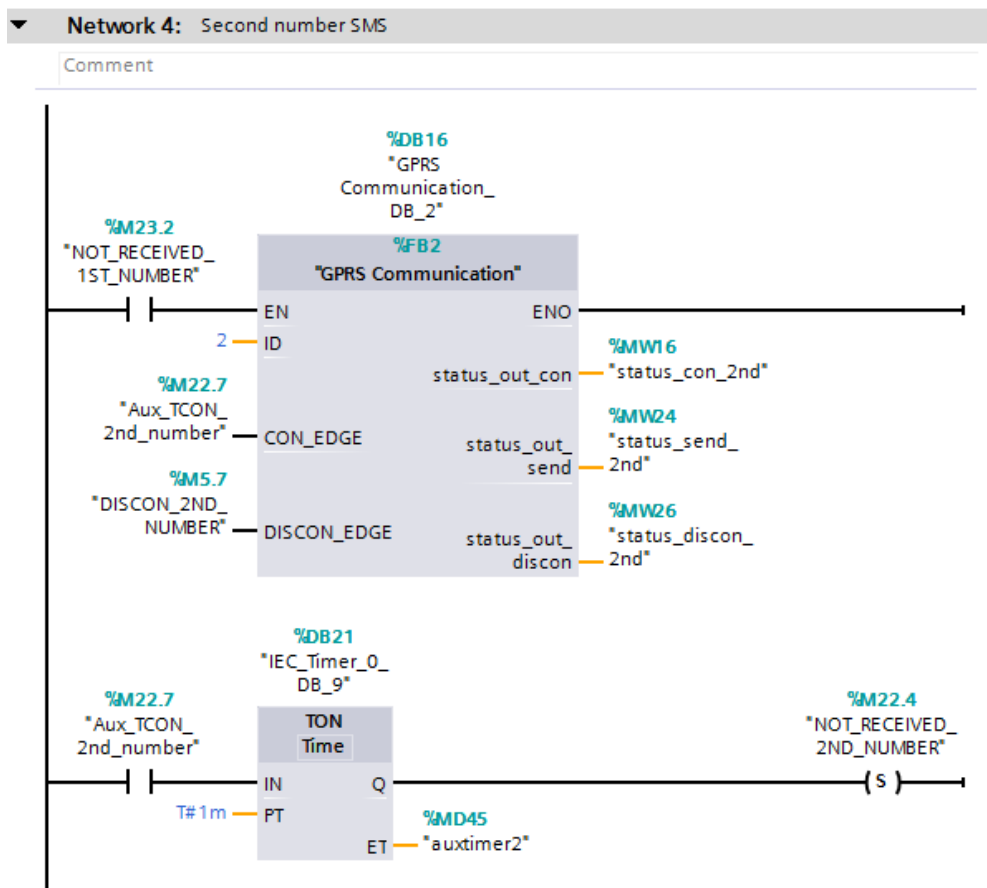 Network 4: Second number SMS
Comment
%DB16
"GPRS
Communication_
DB_2"
%M23.2
"NOT_RECEIVED_
1ST_NUMBER"
%FB2
"GPRS Communication"
EN
ENO
2
ID
%MW16
status_out_con
"status_con_2nd"
%M22.7
"Aux_TCON_
2nd_number"
CON_EDGE
%MW24
status_out_
send
"status_send_
2nd"
%M5.7
"DISCON_2ND_
NUMBER"
DISCON_EDGE
%MW26
status_out_
discon
"status_discon_
2nd"
%DB21
"IEC_Timer_0_
DB_9"
%M22.7
"Aux_TCON_
2nd_number"
TON
Time
%M22.4
"NOT_RECEIVED_
2ND_NUMBER"
IN
Q
S
T#1m
PT
%MD45
ET
"auxtimer2"